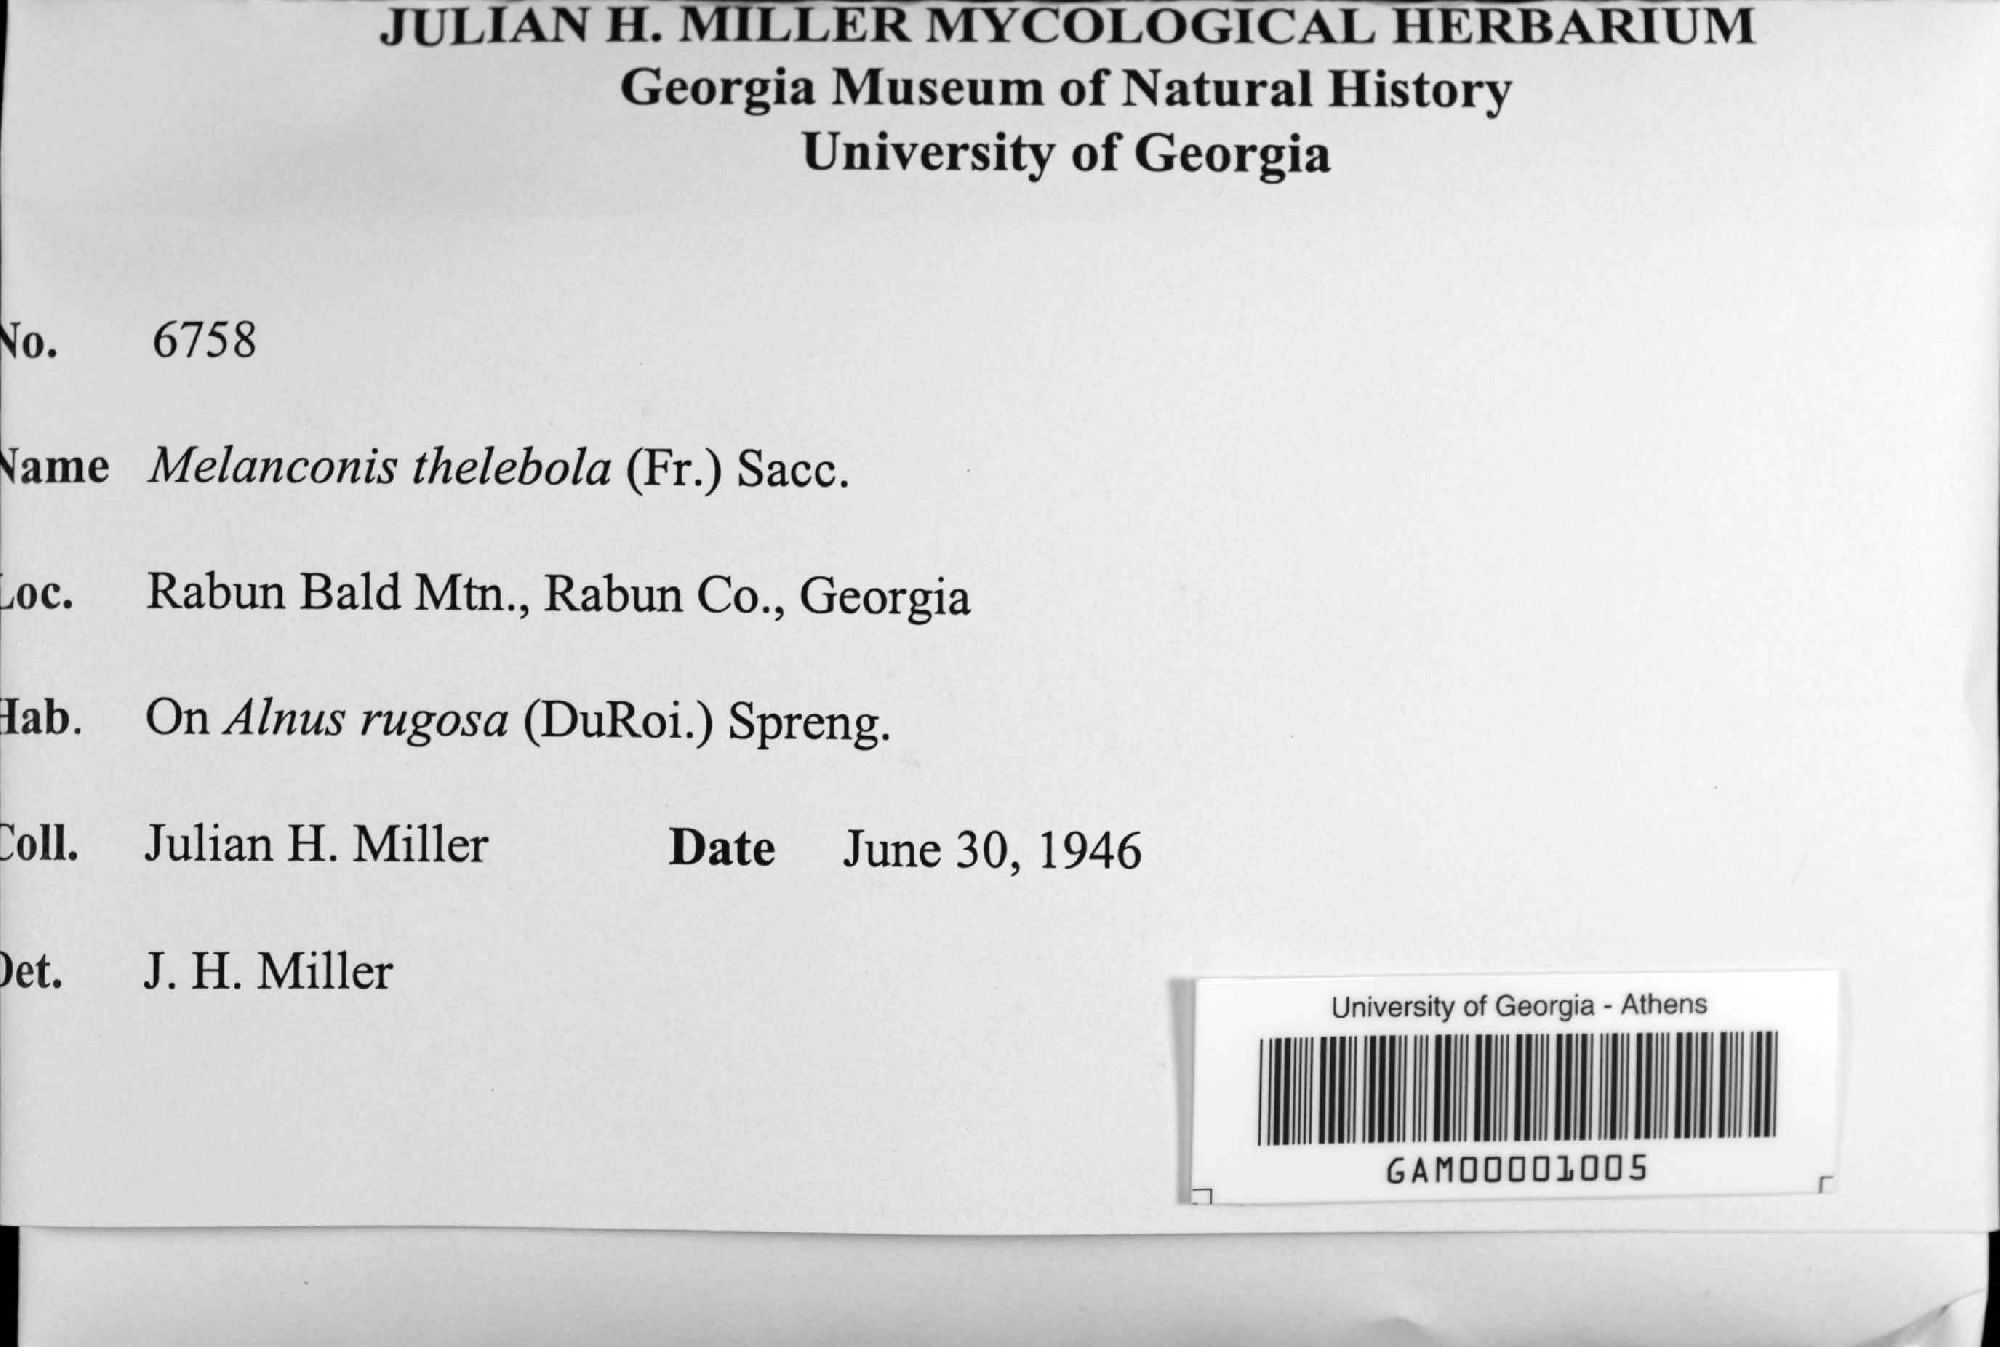 JULIAN H. MILLER MYCOLOGICAL HERBARIUM
Georgia Museum of Natural History
University of Georgia
No. 6758
Name Melanconis thelebola (Fr.) Sacc.
Loc. Rabun Bald Mtn., Rabun Co., Georgia
Hab. On Alnus rugosa (DuRoi.) Spreng.
Coll. Julian H. Miller Date June 30, 1946
Det. J. H. Miller
University of Georgia - Athens
GAM00001005